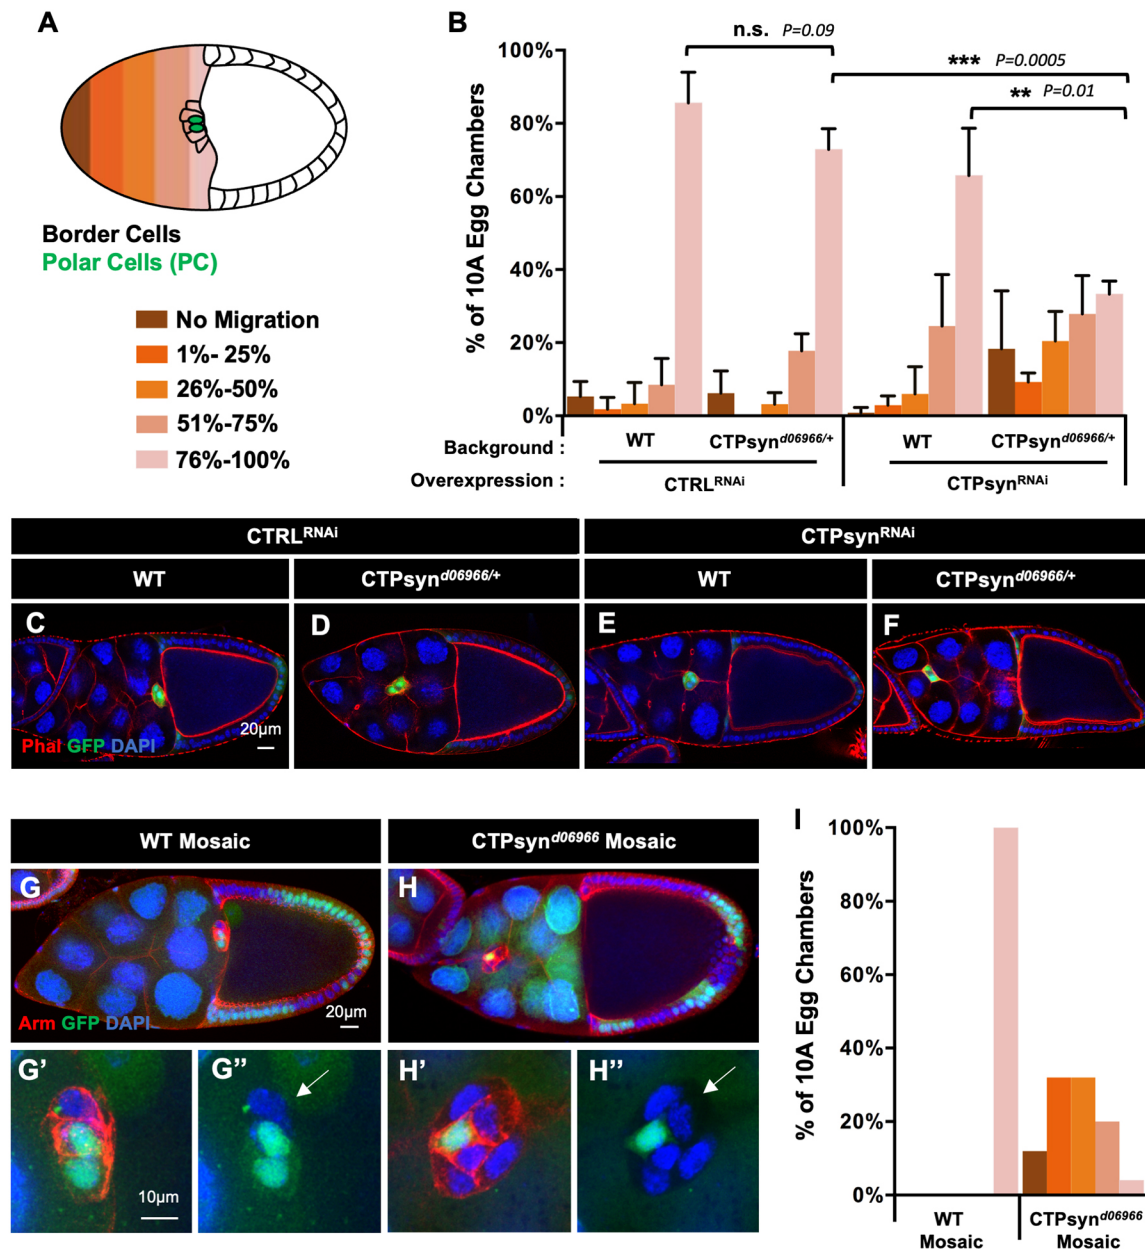 A
Border Cells
Polar Cells (PC)
No Migration
1%- 25%
26%-50%
51%-75%
76%-100%
B
% of 10A Egg Chambers
100%
80%
60%
40%
20%
0%
n.s. P=0.09
*** P=0.0005
** P=0.01
Background : WT CTPsynd06966/+ WT CTPsynd06966/+
Overexpression : CTRLRNAi CTPsynRNAi
CTRLRNAi CTPsynRNAi
WT CTPsynd06966/+ WT CTPsynd06966/+
C D E F
20µm
Phal GFP DAPI
WT Mosaic CTPsynd06966 Mosaic
G H
20µm
Arm GFP DAPI
G’ G’’ H’ H’’
10µm
I
% of 10A Egg Chambers
100%
80%
60%
40%
20%
0%
WT CTPsynd06966
Mosaic Mosaic